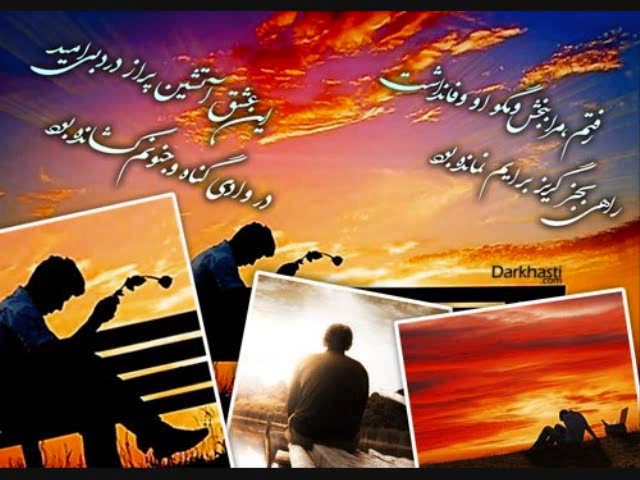 رفتم، مرا ببخش و مگو او وفا نداشت
راهی بجز گریز برایم نمانده بود
این عشق آتشین پر از درد بی امید
در وادی گناه و جنونم کشانده بود
Darkhasti
.com